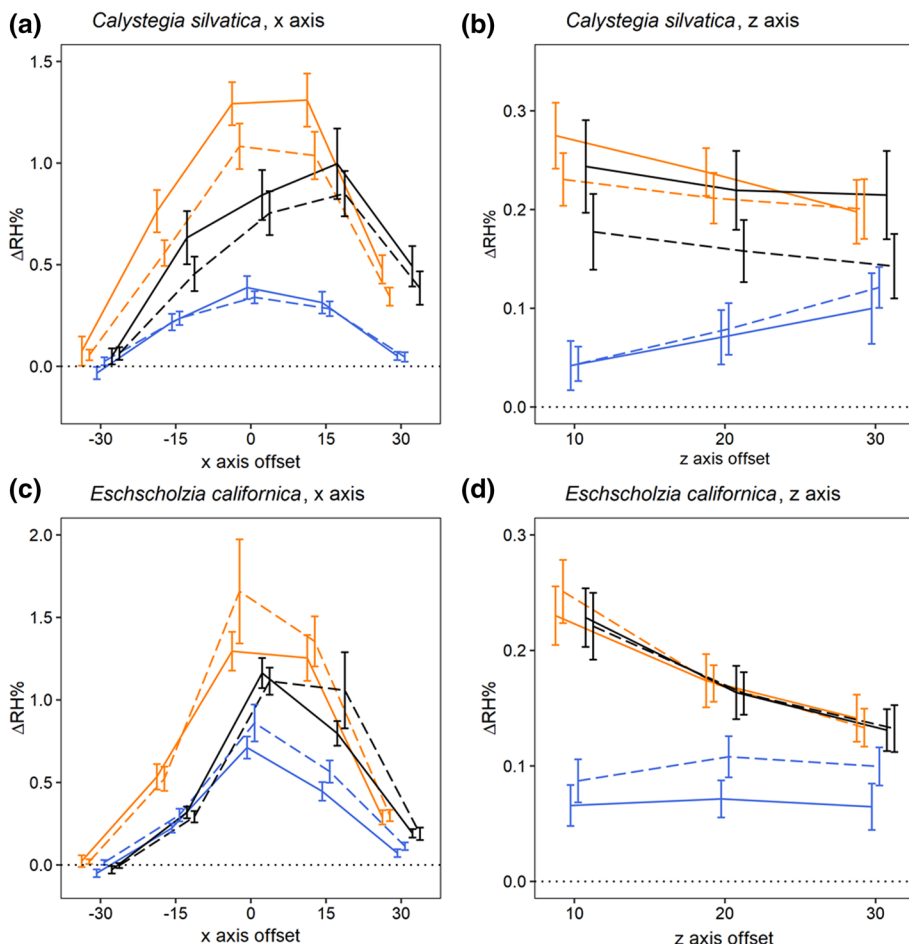 (a) Calystegia silvatica, x axis
ΔRH%
1.5
1.0
0.5
0.0
-30 -15 0 15 30
x axis offset
(b) Calystegia silvatica, z axis
ΔRH%
0.3
0.2
0.1
0.0
10 20 30
z axis offset
(c) Eschscholzia californica, x axis
ΔRH%
2.0
1.5
1.0
0.5
0.0
-30 -15 0 15 30
x axis offset
(d) Eschscholzia californica, z axis
ΔRH%
0.3
0.2
0.1
0.0
10 20 30
z axis offset